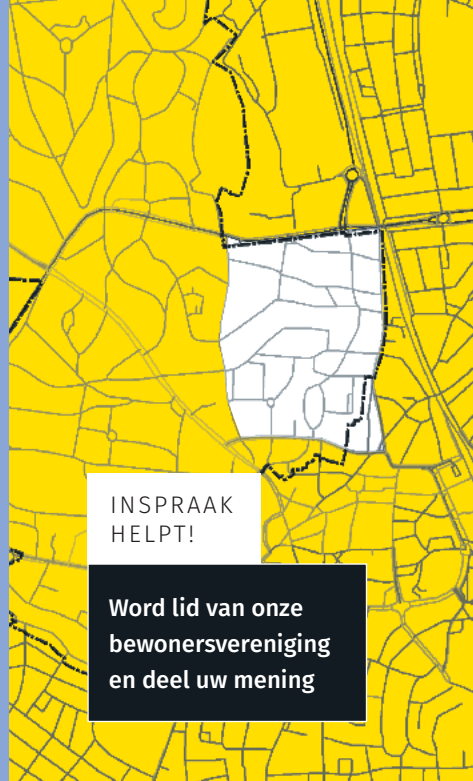 INSPRAAK
HELPT!
Word lid van onze
bewonersvereniging
en deel uw mening